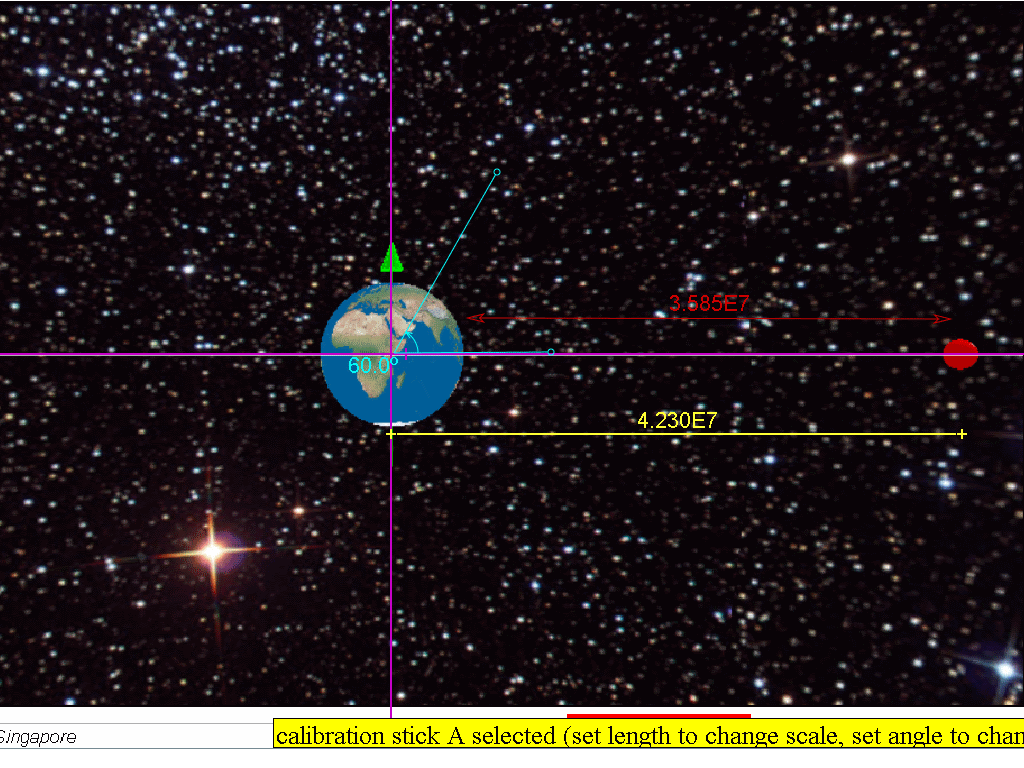 3.585E7
60.0°
4.230E7
Singapore
calibration stick A selected (set length to change scale, set angle to chan